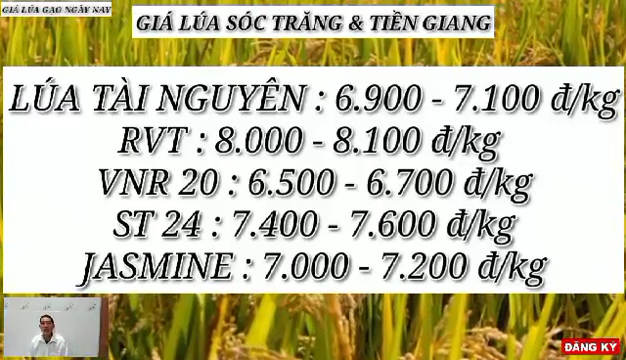 GIÁ LÚA GẠO NGÀY NAY
GIÁ LÚA SÓC TRĂNG & TIỀN GIANG
LÚA TÀI NGUYÊN : 6.900 - 7.100 đ/kg
RVT : 8.000 - 8.100 đ/kg
VNR 20 : 6.500 - 6.700 đ/kg
ST 24 : 7.400 - 7.600 đ/kg
JASMINE : 7.000 - 7.200 đ/kg
ĐĂNG KÝ